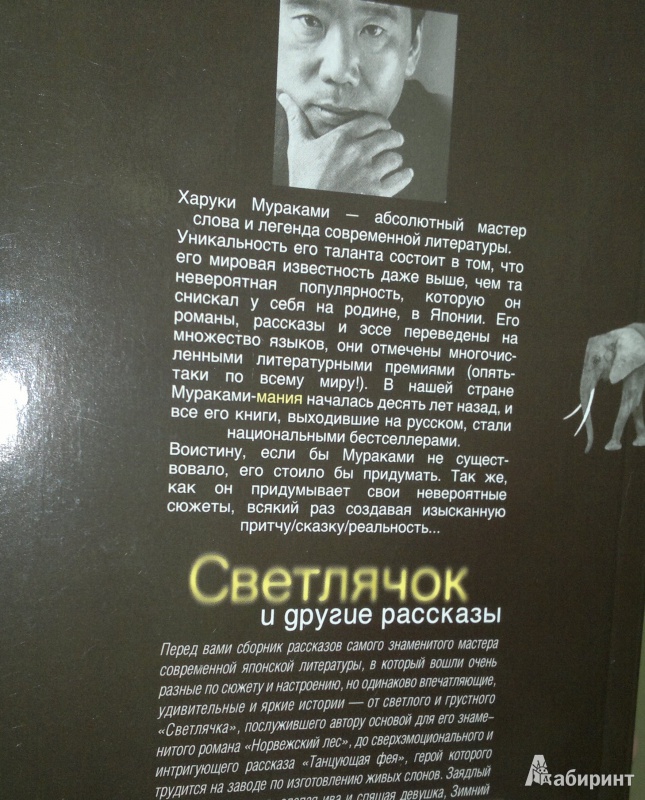 Харуки Мураками — абсолютный мастер
слова и легенда современной литературы.
Уникальность его таланта состоит в том, что
его мировая известность даже выше, чем та
невероятная популярность, которую он
снискал у себя на родине, в Японии. Его
романы, рассказы и эссе переведены на
множество языков, они отмечены многочис-
ленными литературными премиями (опять-
таки по всему миру!). В нашей стране
Мураками-мания началась десять лет назад, и
все его книги, выходившие на русском, стали
национальными бестселлерами.
Воистину, если бы Мураками не сущест-
вовало, его стоило бы придумать. Так же,
как он придумывает свои невероятные
сюжеты, всякий раз создавая изысканную
притчу/сказку/реальность...
Светлячок
и другие рассказы
Перед вами сборник рассказов самого знаменитого мастера
современной японской литературы, в который вошли очень
разные по сюжету и настроению, но одинаково впечатляющие,
удивительные и яркие истории — от светлого и грустного
«Светлячка», послужившего автору основой для его знаме-
нитого романа «Норвежский лес», до сверхэмоционального и
интригующего рассказа «Танцующая фея», герой которого
трудится на заводе по изготовлению живых слонов. Заядлый
слепая ива и спящая девушка, Зимний
Лабиринт